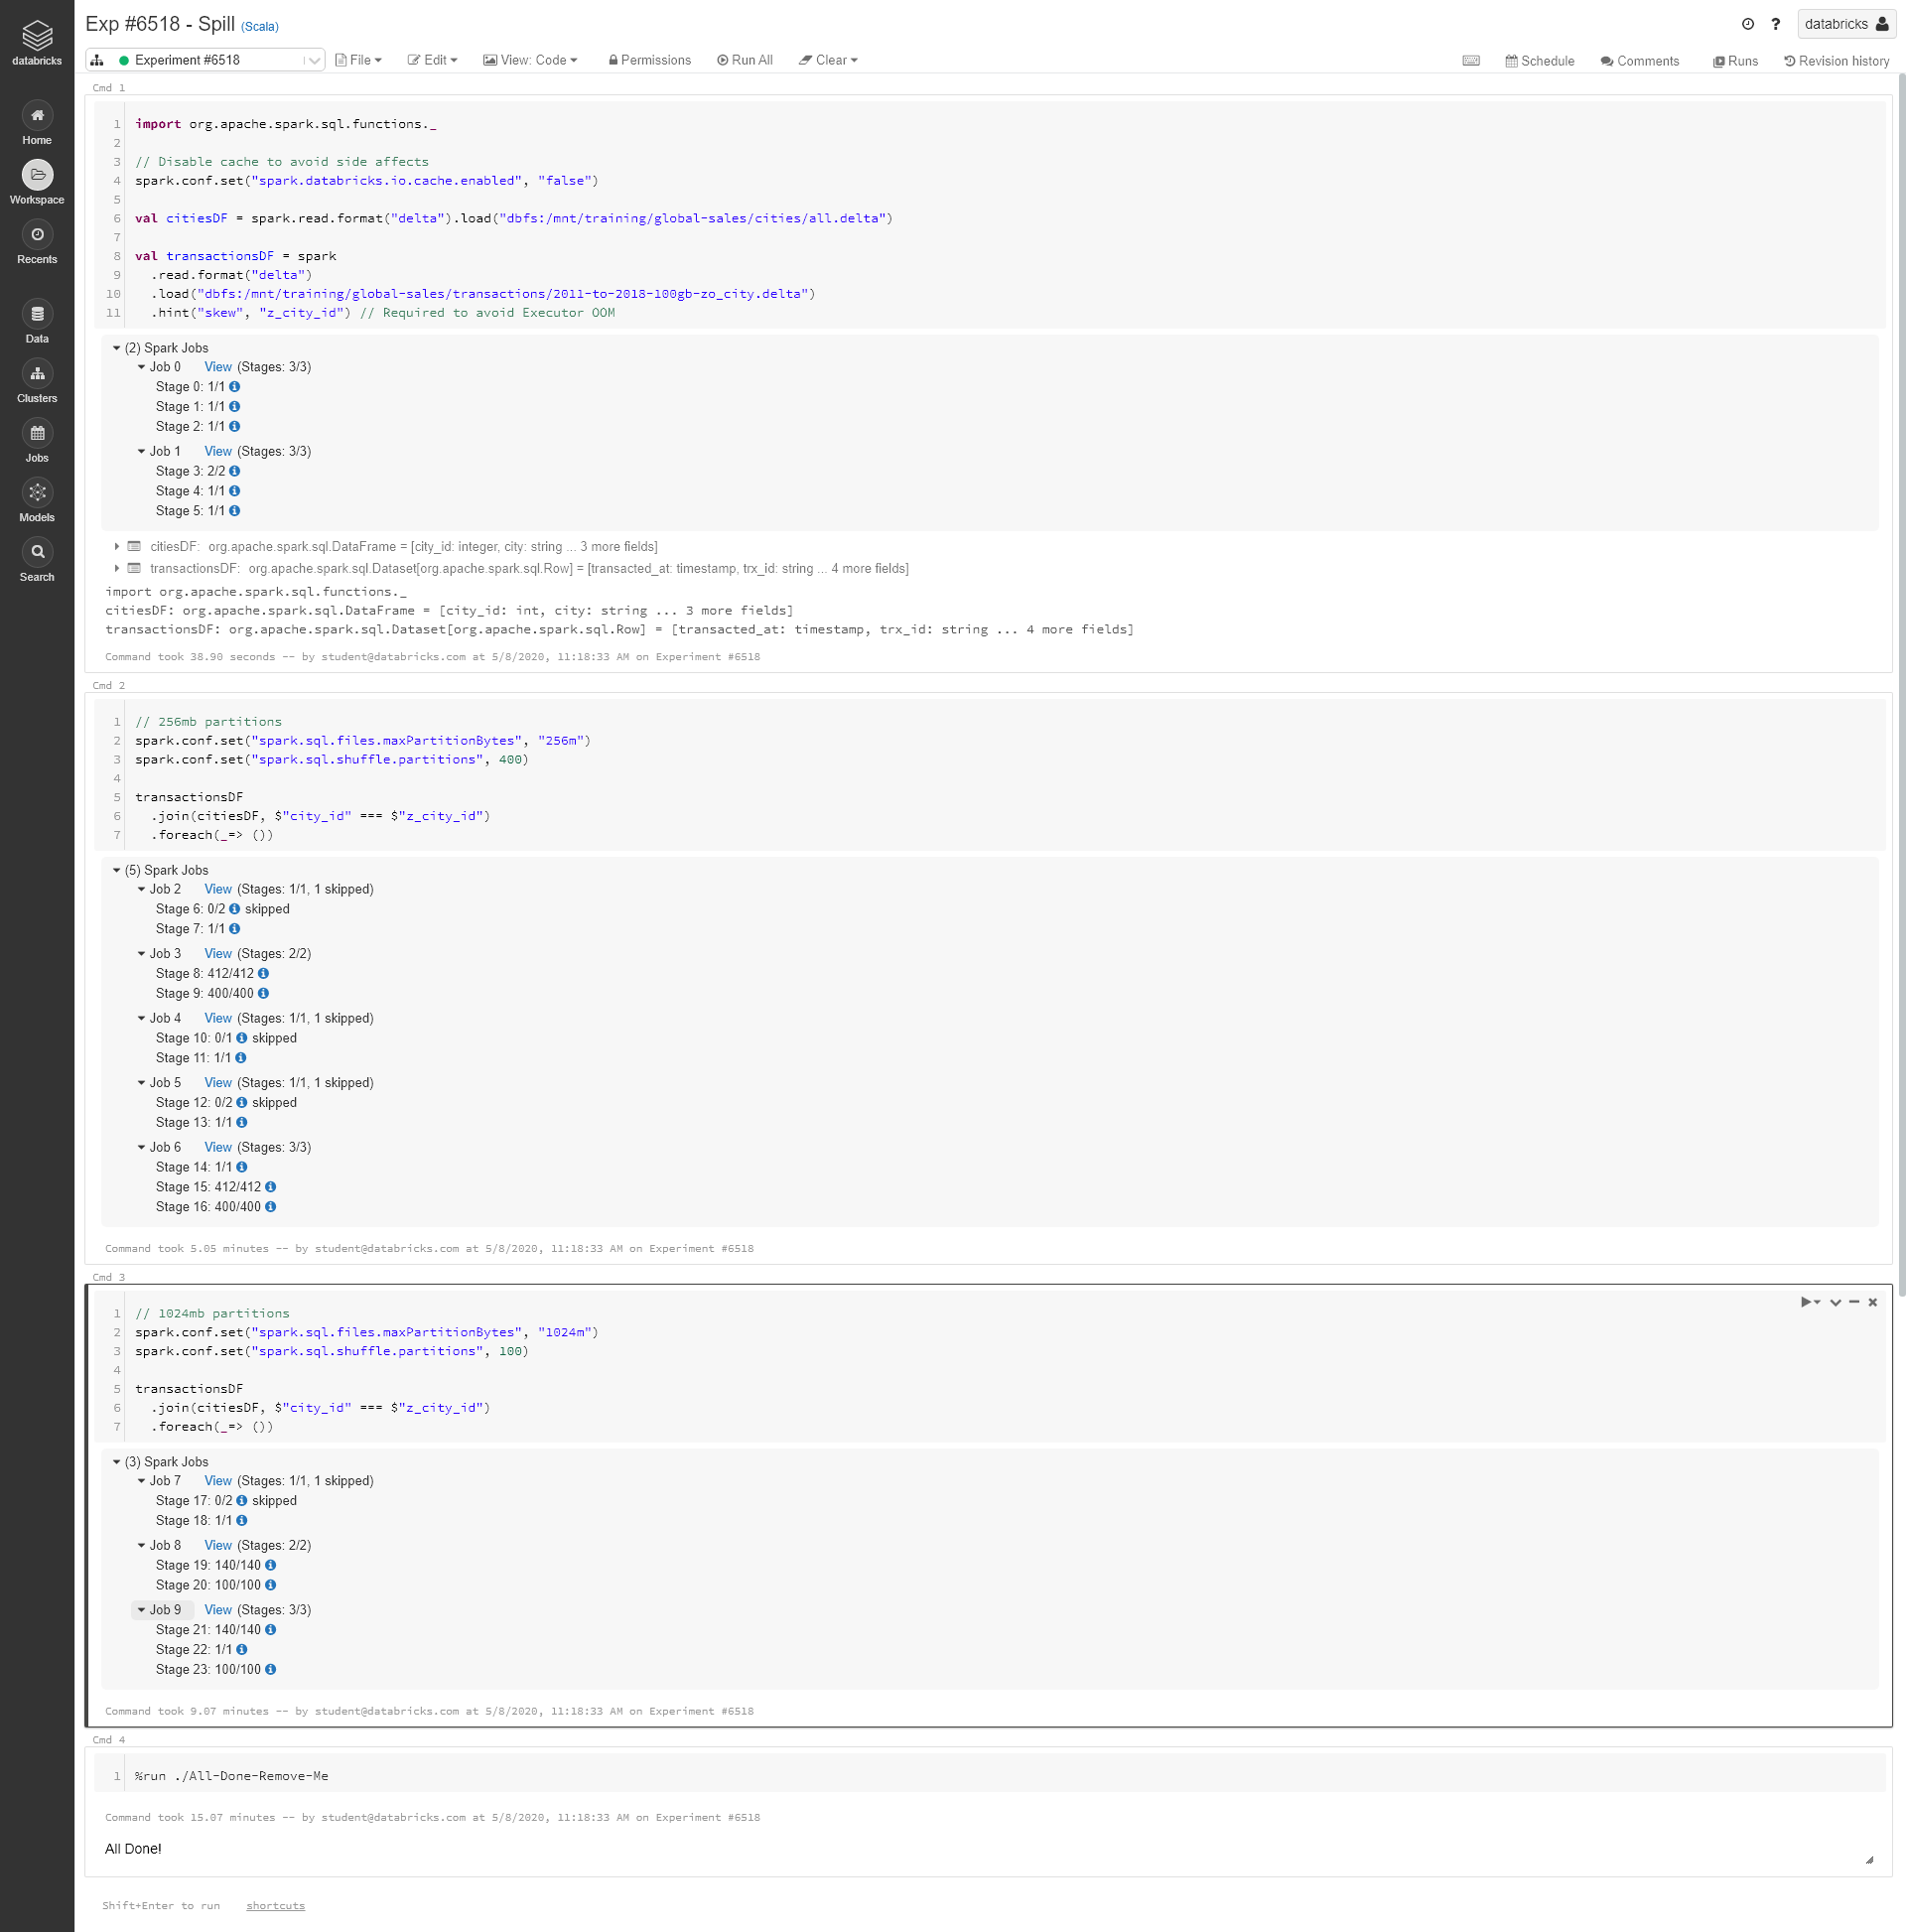 databricks
Home
Workspace
Recents
Data
Clusters
Jobs
Models
Search
Exp #6518 - Spill (Scala)
? databricks
Experiment #6518 File Edit View: Code Permissions Run All Clear Schedule Comments Runs Revision history
Cmd 1
1 import org.apache.spark.sql.functions._
2
3 // Disable cache to avoid side affects
4 spark.conf.set("spark.databricks.io.cache.enabled", "false")
5
6 val citiesDF = spark.read.format("delta").load("dbfs:/mnt/training/global-sales/cities/all.delta")
7
8 val transactionsDF = spark
9 .read.format("delta")
10 .load("dbfs:/mnt/training/global-sales/transactions/2011-to-2018-100gb-zo_city.delta")
11 .hint("skew", "z_city_id") // Required to avoid Executor OOM
(2) Spark Jobs
Job 0 View (Stages: 3/3)
Stage 0: 1/1
Stage 1: 1/1
Stage 2: 1/1
Job 1 View (Stages: 3/3)
Stage 3: 2/2
Stage 4: 1/1
Stage 5: 1/1
citiesDF: org.apache.spark.sql.DataFrame = [city_id: integer, city: string ... 3 more fields]
transactionsDF: org.apache.spark.sql.Dataset[org.apache.spark.sql.Row] = [transacted_at: timestamp, trx_id: string ... 4 more fields]
import org.apache.spark.sql.functions._
citiesDF: org.apache.spark.sql.DataFrame = [city_id: int, city: string ... 3 more fields]
transactionsDF: org.apache.spark.sql.Dataset[org.apache.spark.sql.Row] = [transacted_at: timestamp, trx_id: string ... 4 more fields]
Command took 38.90 seconds -- by student@databricks.com at 5/8/2020, 11:18:33 AM on Experiment #6518
Cmd 2
1 // 256mb partitions
2 spark.conf.set("spark.sql.files.maxPartitionBytes", "256m")
3 spark.conf.set("spark.sql.shuffle.partitions", 400)
4
5 transactionsDF
6 .join(citiesDF, $"city_id" === $"z_city_id")
7 .foreach(_=> ())
(5) Spark Jobs
Job 2 View (Stages: 1/1, 1 skipped)
Stage 6: 0/2 skipped
Stage 7: 1/1
Job 3 View (Stages: 2/2)
Stage 8: 412/412
Stage 9: 400/400
Job 4 View (Stages: 1/1, 1 skipped)
Stage 10: 0/1 skipped
Stage 11: 1/1
Job 5 View (Stages: 1/1, 1 skipped)
Stage 12: 0/2 skipped
Stage 13: 1/1
Job 6 View (Stages: 3/3)
Stage 14: 1/1
Stage 15: 412/412
Stage 16: 400/400
Command took 5.05 minutes -- by student@databricks.com at 5/8/2020, 11:18:33 AM on Experiment #6518
Cmd 3
1 // 1024mb partitions
2 spark.conf.set("spark.sql.files.maxPartitionBytes", "1024m")
3 spark.conf.set("spark.sql.shuffle.partitions", 100)
4
5 transactionsDF
6 .join(citiesDF, $"city_id" === $"z_city_id")
7 .foreach(_=> ())
(3) Spark Jobs
Job 7 View (Stages: 1/1, 1 skipped)
Stage 17: 0/2 skipped
Stage 18: 1/1
Job 8 View (Stages: 2/2)
Stage 19: 140/140
Stage 20: 100/100
Job 9 View (Stages: 3/3)
Stage 21: 140/140
Stage 22: 1/1
Stage 23: 100/100
Command took 9.07 minutes -- by student@databricks.com at 5/8/2020, 11:18:33 AM on Experiment #6518
Cmd 4
1 %run ./All-Done-Remove-Me
Command took 15.07 minutes -- by student@databricks.com at 5/8/2020, 11:18:33 AM on Experiment #6518
All Done!
Shift+Enter to run shortcuts